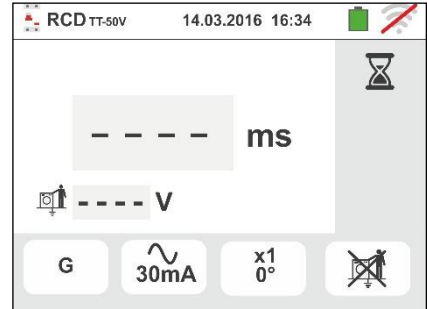 RCD TT-50V 14.03.2016 16:34
– – – – ms
- - - - V
G
30mA
x1
0°